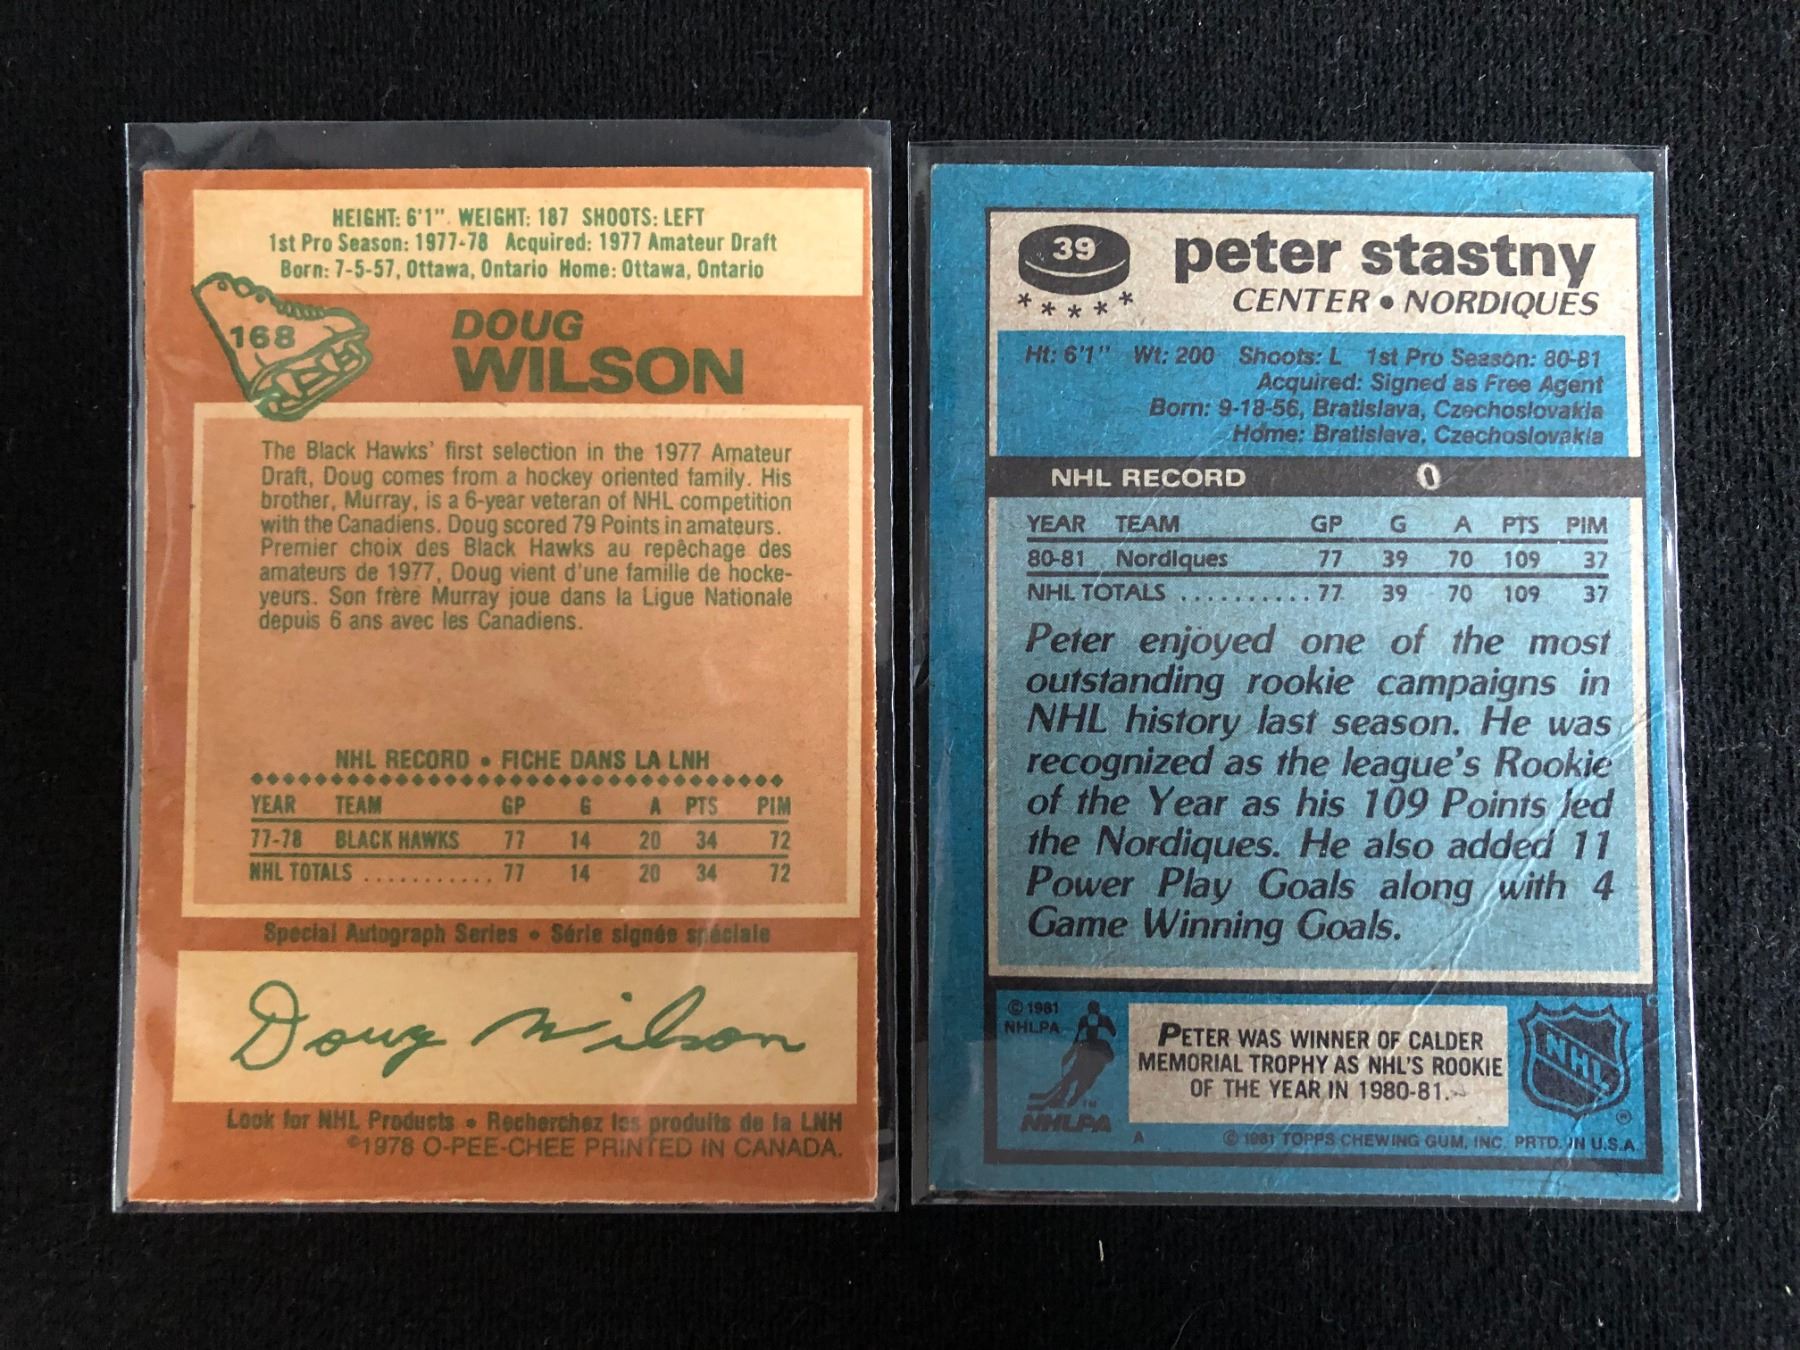 HEIGHT: 6'1" WEIGHT: 187 SHOOTS: LEFT
1st Pro Season: 1977-78 Acquired: 1977 Amateur Draft
Born: 7-5-57, Ottawa, Ontario Home: Ottawa, Ontario
168
DOUG
WILSON
The Black Hawks' first selection in the 1977 Amateur
Draft, Doug comes from a hockey oriented family. His
brother, Murray, is a 6-year veteran of NHL competition
with the Canadiens. Doug scored 79 Points in amateurs.
Premier choix des Black Hawks au repêchage des
amateurs de 1977, Doug vient d'une famille de hocke-
yeurs. Son frère Murray joue dans la Ligue Nationale
depuis 6 ans avec les Canadiens.
NHL RECORD • FICHE DANS LA LNH
YEAR TEAM GP G A PTS PIM
77-78 BLACK HAWKS 77 14 20 34 72
NHL TOTALS ............ 77 14 20 34 72
Special Autograph Series • Série signée spéciale
Doug Wilson
Look for NHL Products • Recherchez les produits de la LNH
©1978 O-PEE-CHEE PRINTED IN CANADA.
39
peter stastny
CENTER • NORDIQUES
* * * * *
Ht: 6'1" Wt: 200 Shoots: L 1st Pro Season: 80-81
Acquired: Signed as Free Agent
Born: 9-18-56, Bratislava, Czechoslovakia
Home: Bratislava, Czechoslovakia
NHL RECORD
YEAR TEAM GP G A PTS PIM
80-81 Nordiques 77 39 70 109 37
NHL TOTALS .......... 77 39 70 109 37
Peter enjoyed one of the most
outstanding rookie campaigns in
NHL history last season. He was
recognized as the league's Rookie
of the Year as his 109 Points led
the Nordiques. He also added 11
Power Play Goals along with 4
Game Winning Goals.
© 1981
NHLPA
PETER WAS WINNER OF CALDER
MEMORIAL TROPHY AS NHL'S ROOKIE
OF THE YEAR IN 1980-81.
NHL
®
TM
NHLPA
A
© 1981 TOPPS CHEWING GUM, INC. PRTD. IN U.S.A.